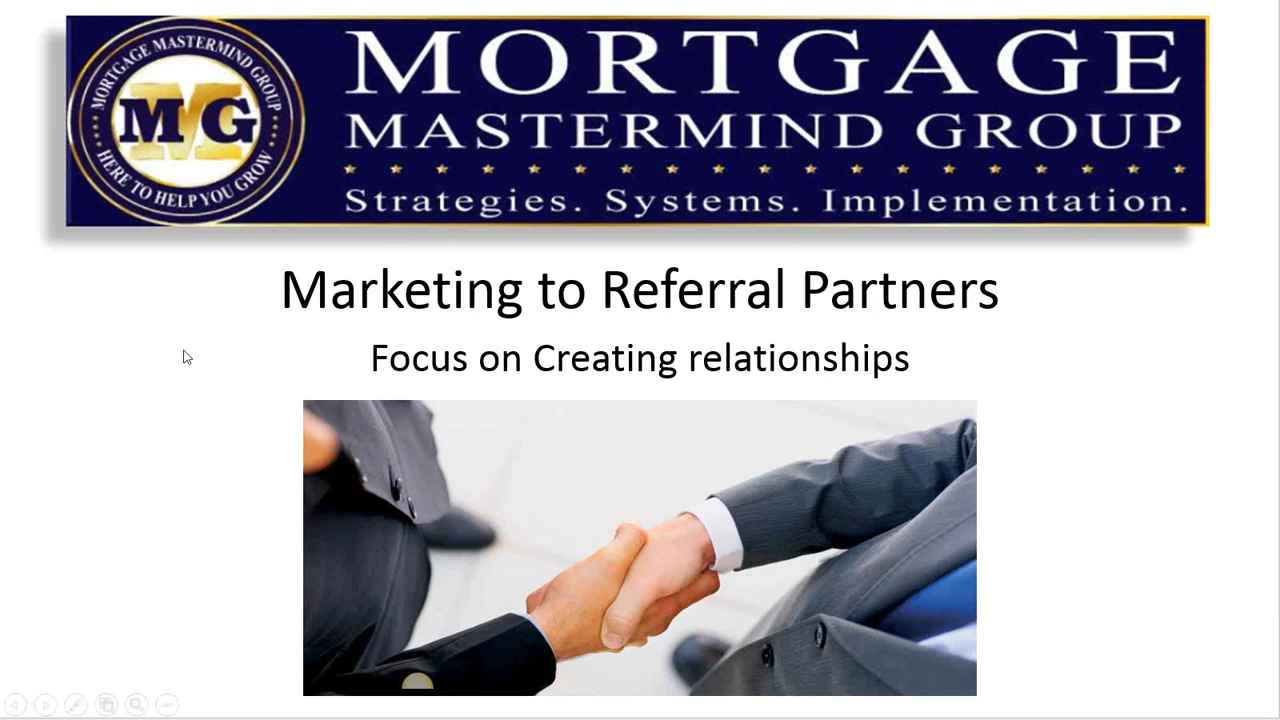 MORTGAGE MASTERMIND GROUP
MG
HERE TO HELP YOU GROW
MORTGAGE
MASTERMIND GROUP
Strategies. Systems. Implementation.
Marketing to Referral Partners
Focus on Creating relationships